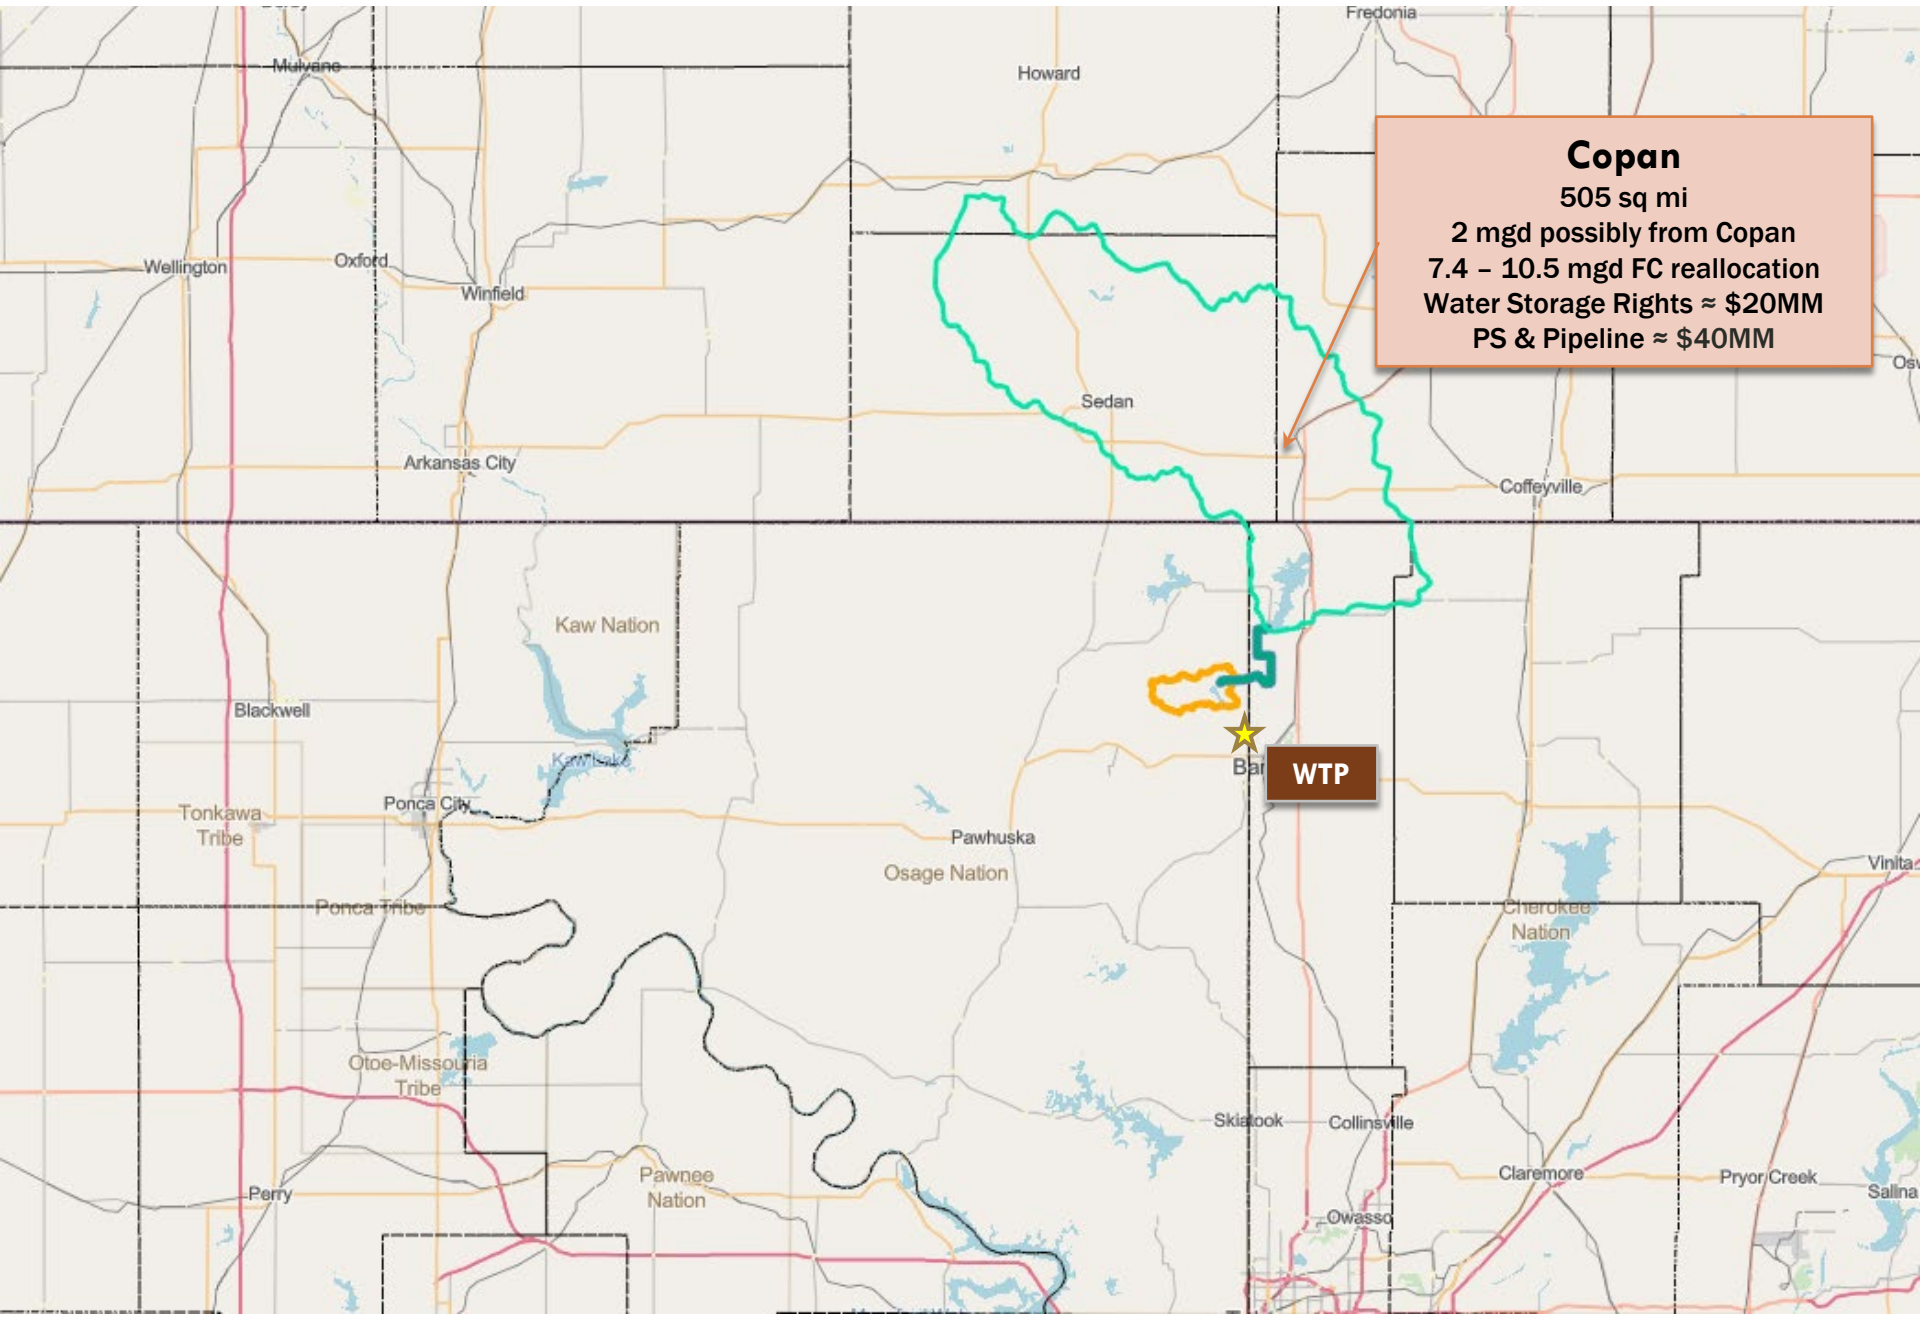 Fredonia
Mulvane
Howard
Copan
505 sq mi
2 mgd possibly from Copan
7.4 – 10.5 mgd FC reallocation
Water Storage Rights ≈ $20MM
PS & Pipeline ≈ $40MM
Wellington
Oxford
Winfield
Sedan
Arkansas City
Coffeyville
Kaw Nation
Blackwell
Kaw Lake
WTP
Ponca City
Tonkawa
Tribe
Pawhuska
Osage Nation
Vinita
Ponca Tribe
Cherokee
Nation
Otoe-Missouria
Tribe
Skiatook
Collinsville
Pawnee
Nation
Claremore
Pryor Creek
Perry
Salina
Owasso